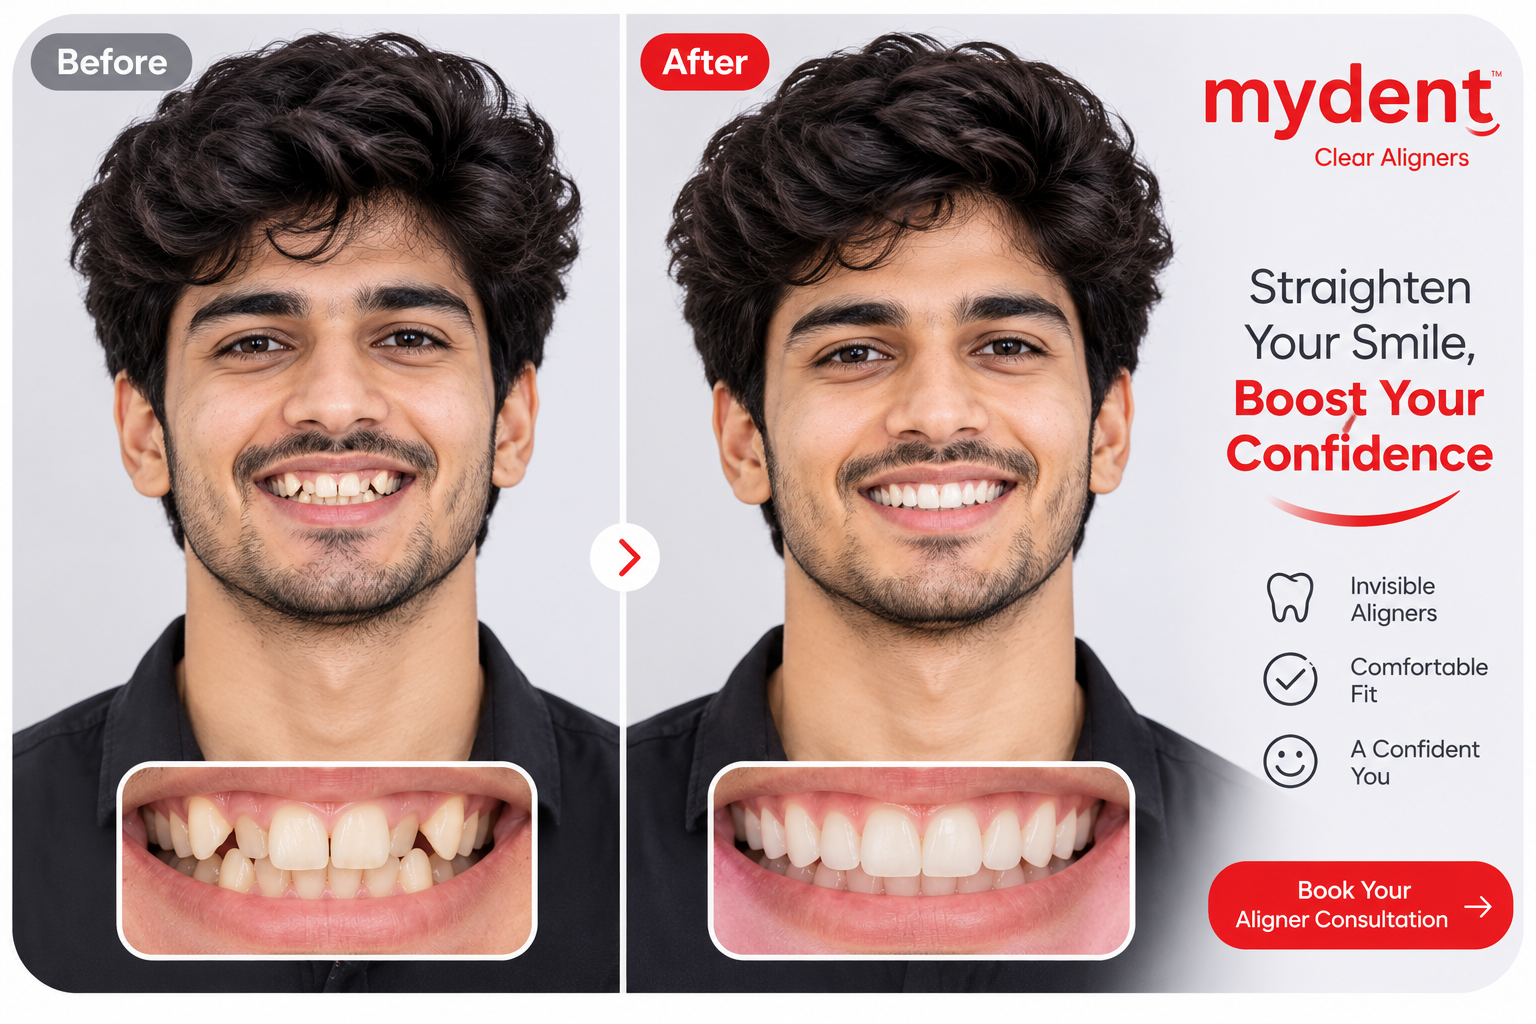 Before
After
mydent™
Clear Aligners
Straighten
Your Smile,
Boost Your
Confidence
Invisible
Aligners
Comfortable
Fit
A Confident
You
Book Your
Aligner Consultation